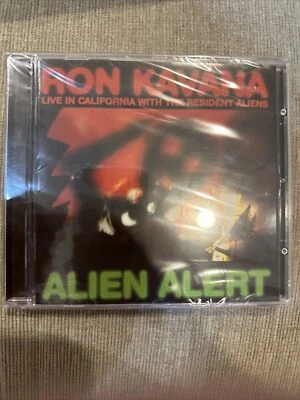 RON KAVANA
LIVE IN CALIFORNIA WITH THE RESIDENT ALIENS
ALIEN ALERT